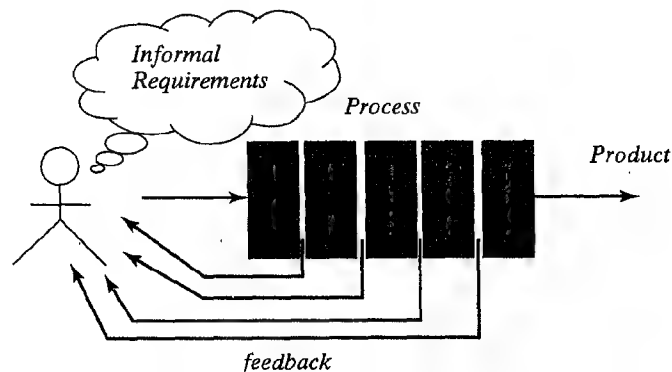 Informal
Requirements
Process
Product
feedback